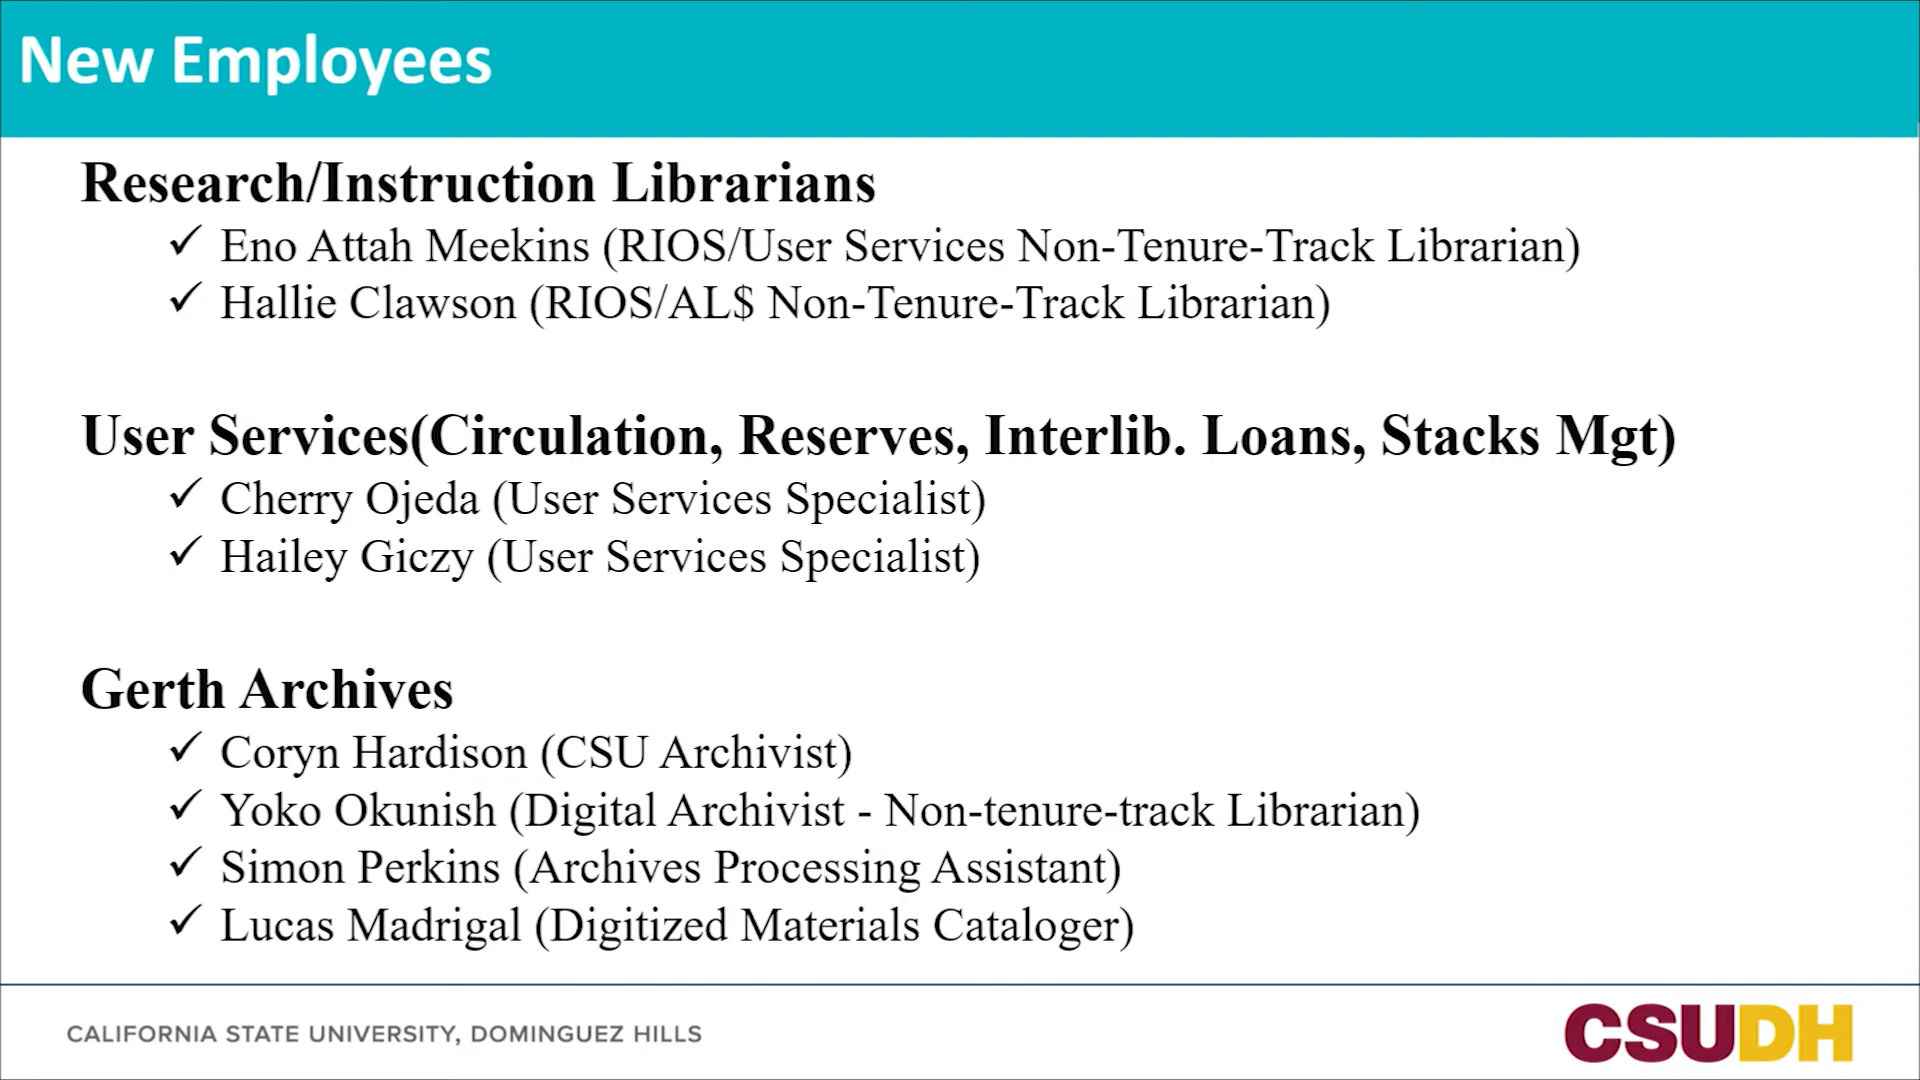 New Employees
Research/Instruction Librarians
✓ Eno Attah Meekins (RIOS/User Services Non-Tenure-Track Librarian)
✓ Hallie Clawson (RIOS/AL$ Non-Tenure-Track Librarian)
User Services(Circulation, Reserves, Interlib. Loans, Stacks Mgt)
✓ Cherry Ojeda (User Services Specialist)
✓ Hailey Giczy (User Services Specialist)
Gerth Archives
✓ Coryn Hardison (CSU Archivist)
✓ Yoko Okunish (Digital Archivist - Non-tenure-track Librarian)
✓ Simon Perkins (Archives Processing Assistant)
✓ Lucas Madrigal (Digitized Materials Cataloger)
CALIFORNIA STATE UNIVERSITY, DOMINGUEZ HILLS
CSUDH